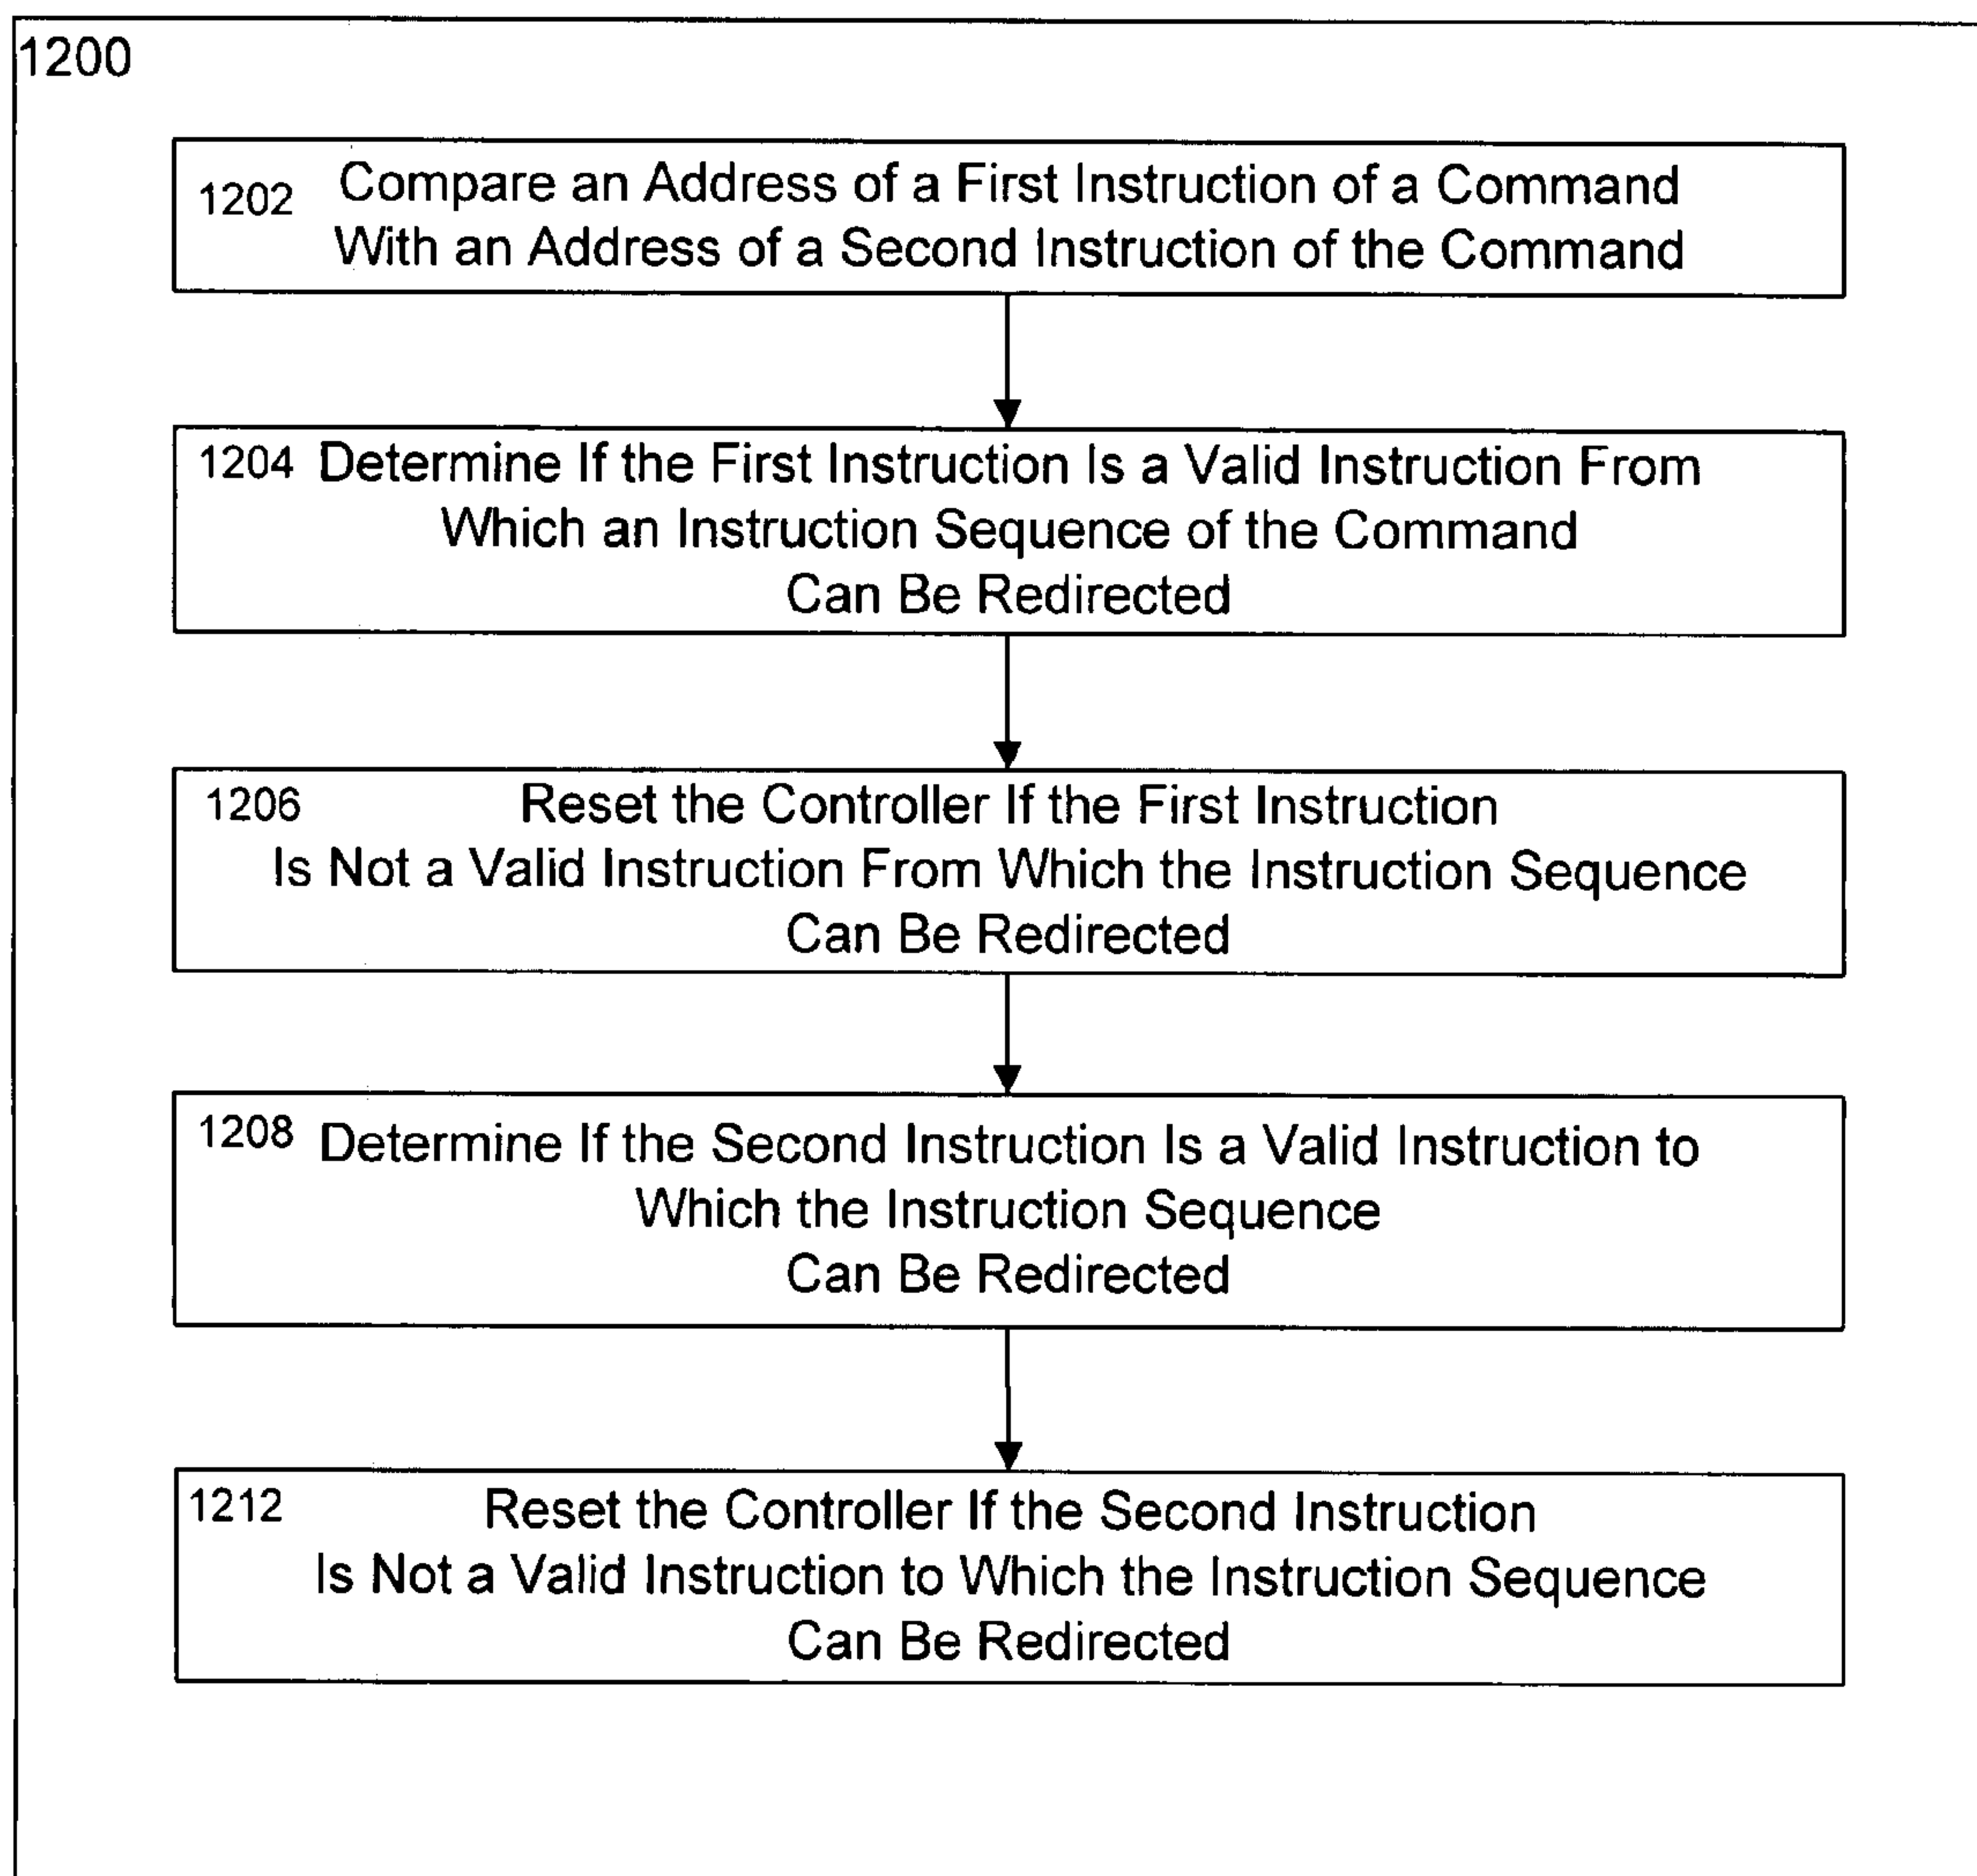 1200
1202 Compare an Address of a First Instruction of a Command
With an Address of a Second Instruction of the Command
1204 Determine If the First Instruction Is a Valid Instruction From
Which an Instruction Sequence of the Command
Can Be Redirected
1206 Reset the Controller If the First Instruction
Is Not a Valid Instruction From Which the Instruction Sequence
Can Be Redirected
1208 Determine If the Second Instruction Is a Valid Instruction to
Which the Instruction Sequence
Can Be Redirected
1212 Reset the Controller If the Second Instruction
Is Not a Valid Instruction to Which the Instruction Sequence
Can Be Redirected